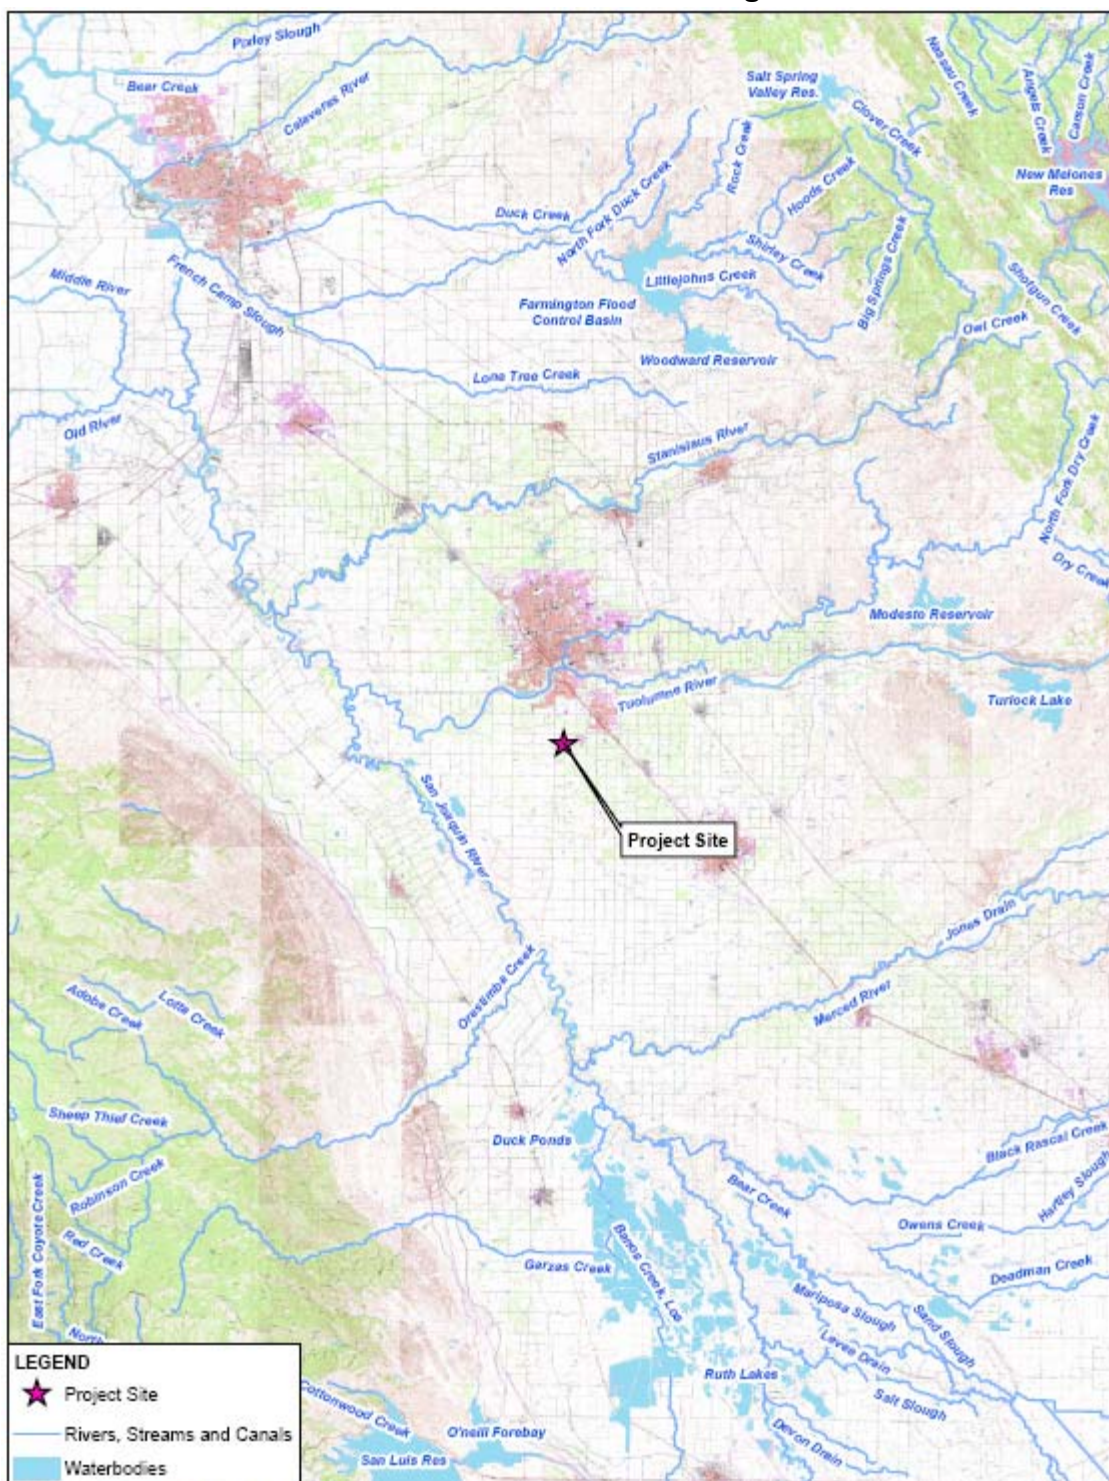 Pixley Slough
Bear Creek
Calaveras River
Salt Spring
Valley Res.
Clover Creek
Nassau Creek
Angels Creek
Carson Creek
New Melones
Res
Rock Creek
Hoods Creek
Duck Creek
North Fork Duck Creek
Shirley Creek
Littlejohns Creek
Big Springs Creek
Shotgun Creek
Middle River
French Camp Slough
Farmington Flood
Control Basin
Owl Creek
Woodward Reservoir
Lone Tree Creek
Old River
Stanislaus River
North Fork Dry Creek
Dry Creek
Modesto Reservoir
Tuolumne River
Turlock Lake
San Joaquin River
Project Site
Jones Drain
Orestimba Creek
Merced River
Adobe Creek
Lotta Creek
Sheep Thief Creek
Duck Ponds
Black Rascal Creek
Robinson Creek
Bear Creek
Hartley Slough
East Fork Coyote Creek
Red Creek
Owens Creek
Garzas Creek
Banos Creek, Los
Deadman Creek
Mariposa Slough
Sand Slough
North
Levee Drain
Ruth Lakes
Salt Slough
Cottonwood Creek
O'neill Forebay
San Luis Res
Devon Drain
LEGEND
Project Site
Rivers, Streams and Canals
Waterbodies